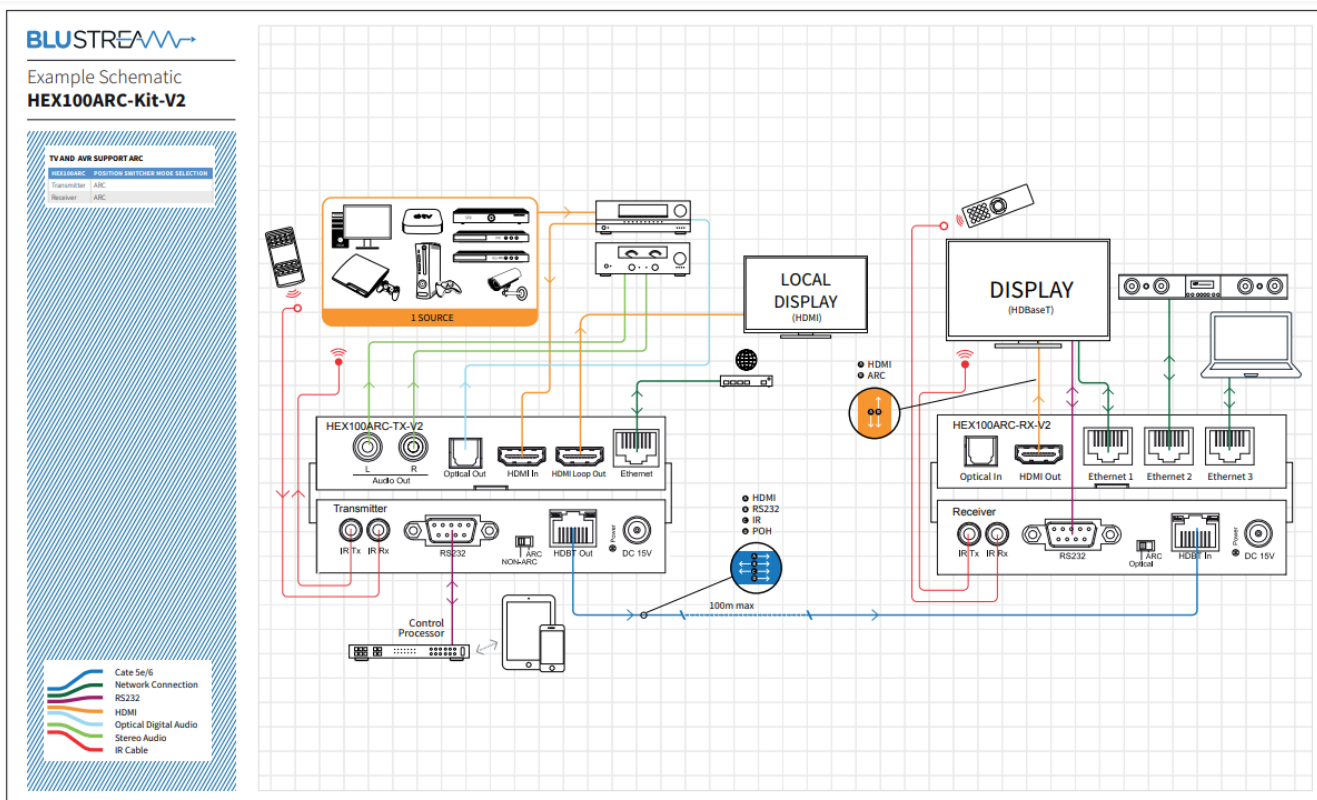 BLUSTREAM
Example Schematic
HEX100ARC-Kit-V2
TV AND AVR SUPPORT ARC
HEX100ARC POSITION SWITCHER MODE SELECTION
Transmitter ARC
Receiver ARC
Cate 5e/6
Network Connection
RS232
HDMI
Optical Digital Audio
Stereo Audio
IR Cable
1 SOURCE
LOCAL
DISPLAY
(HDMI)
DISPLAY
(HDBaseT)
A HDMI
B ARC
A B
HEX100ARC-TX-V2
L R
Audio Out
Optical Out
HDMI In
HDMI Loop Out
Ethernet
Transmitter
IR Tx
IR Rx
RS232
ARC
NON-ARC
HDBT Out
Power
DC 15V
HDMI
RS232
IR
POH
100m max
Control
Processor
HEX100ARC-RX-V2
Optical In
HDMI Out
Ethernet 1
Ethernet 2
Ethernet 3
Receiver
IR Tx
IR Rx
RS232
ARC
Optical
HDBT In
Power
DC 15V